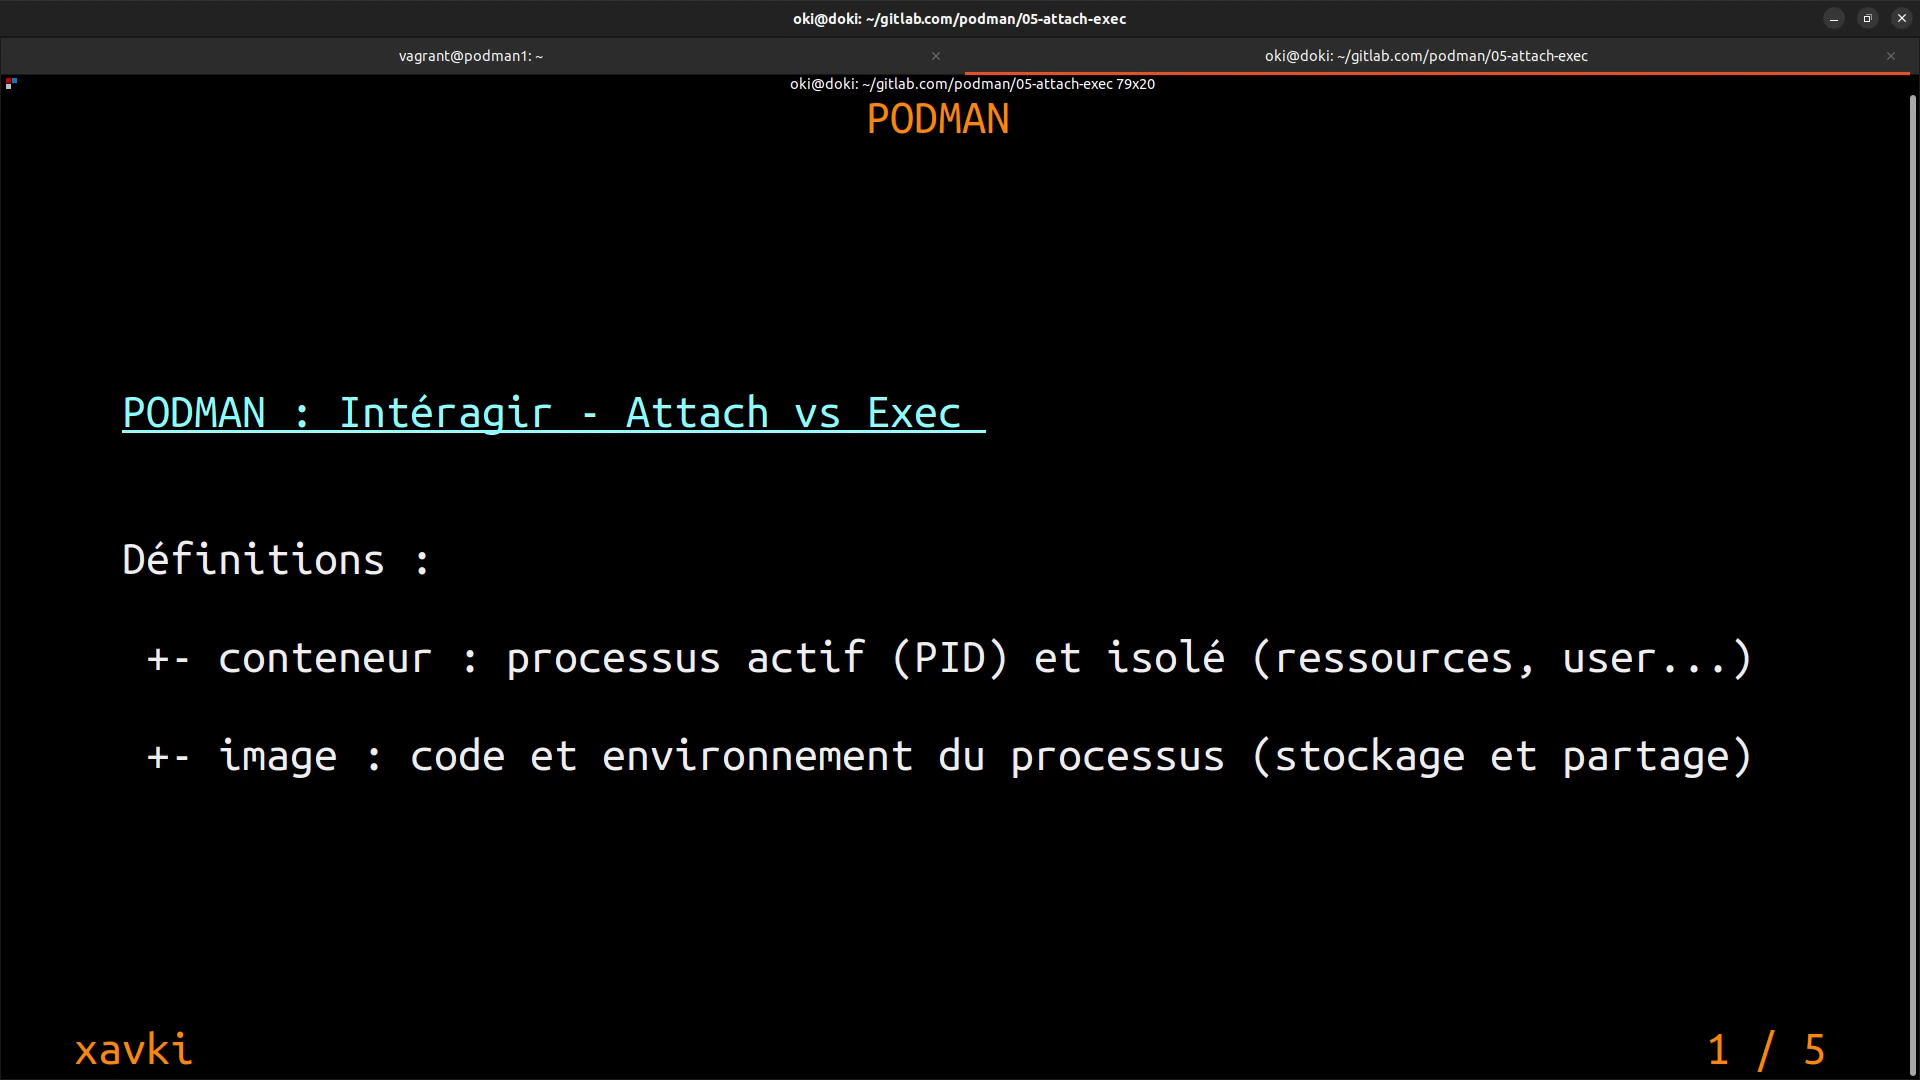 oki@doki: ~/gitlab.com/podman/05-attach-exec
vagrant@podman1: ~
oki@doki: ~/gitlab.com/podman/05-attach-exec
oki@doki: ~/gitlab.com/podman/05-attach-exec 79x20
PODMAN
PODMAN : Intéragir - Attach vs Exec
Définitions :
+- conteneur : processus actif (PID) et isolé (ressources, user...)
+- image : code et environnement du processus (stockage et partage)
xavki
1 / 5